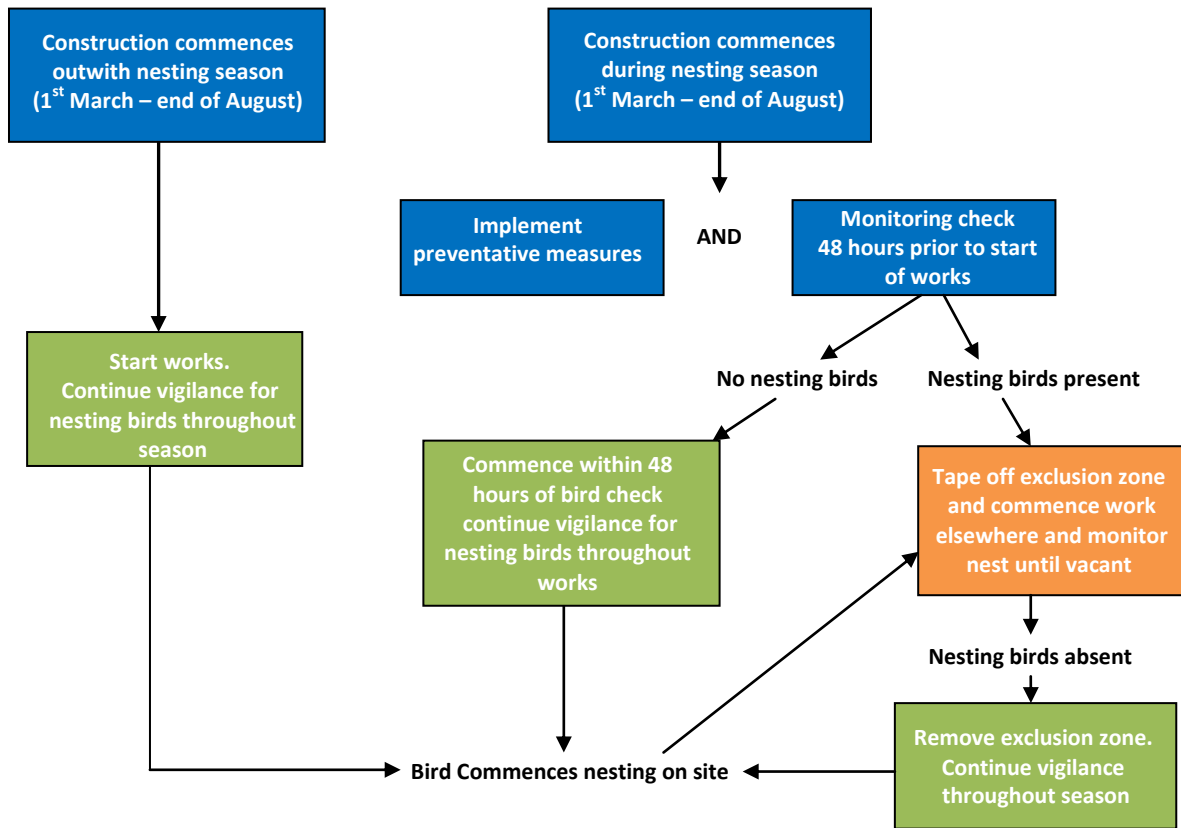 Construction commences
outwith nesting season
(1st March – end of August)
Construction commences
during nesting season
(1st March – end of August)
Implement
preventative measures
AND
Monitoring check
48 hours prior to start
of works
Start works.
Continue vigilance for
nesting birds throughout
season
No nesting birds
Nesting birds present
Commence within 48
hours of bird check
continue vigilance for
nesting birds throughout
works
Tape off exclusion zone
and commence work
elsewhere and monitor
nest until vacant
Nesting birds absent
Remove exclusion zone.
Continue vigilance
throughout season
Bird Commences nesting on site